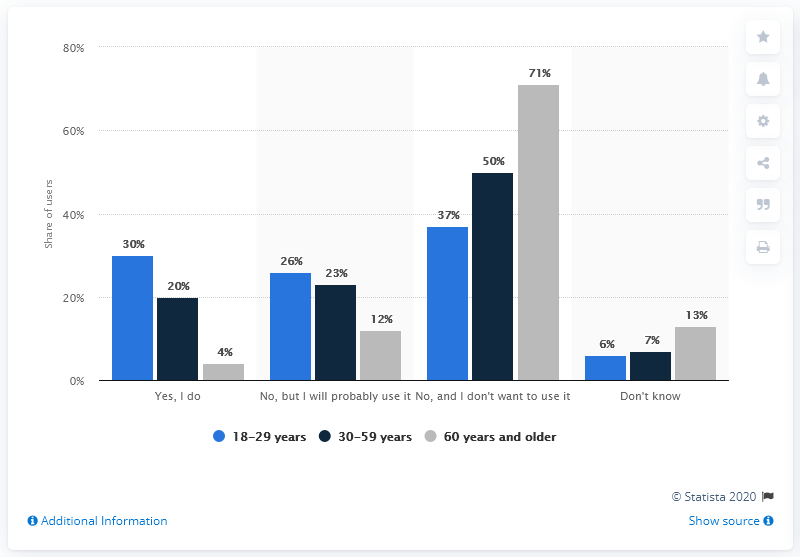 80%
60%
40%
20%
0%
Share of users
30%
20%
4%
26%
23%
12%
37%
50%
71%
6%
7%
13%
Yes, I do
No, but I will probably use it
No, and I don't want to use it
Don't know
18-29 years
30-59 years
60 years and older
© Statista 2020
Additional Information
Show source